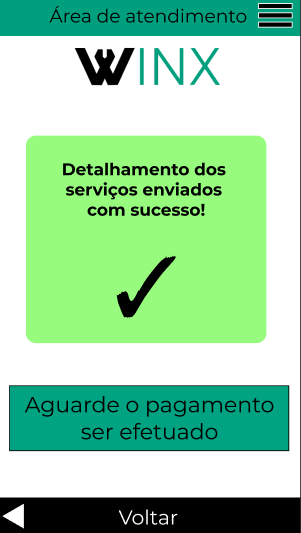 Área de atendimento
WINX
Detalhamento dos
serviços enviados
com sucesso!
Aguarde o pagamento
ser efetuado
Voltar